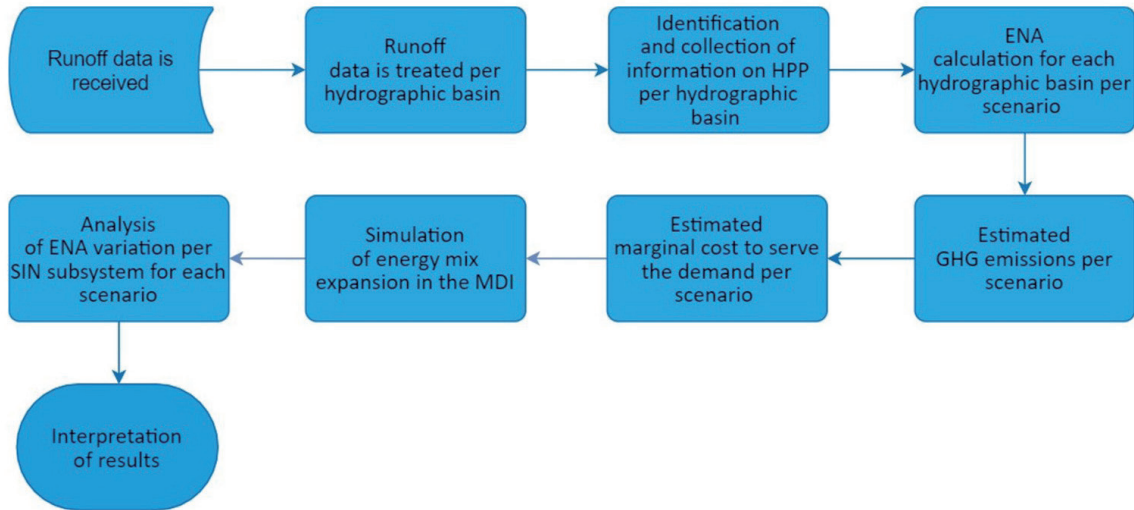 Runoff data is
received
Runoff
data is treated per
hydrographic basin
Identification
and collection of
information on HPP
per hydrographic
basin
ENA
calculation for each
hydrographic basin per
scenario
Analysis
of ENA variation per
SIN subsystem for each
scenario
Simulation
of energy mix
expansion in the MDI
Estimated
marginal cost to serve
the demand per
scenario
Estimated
GHG emissions per
scenario
Interpretation
of results